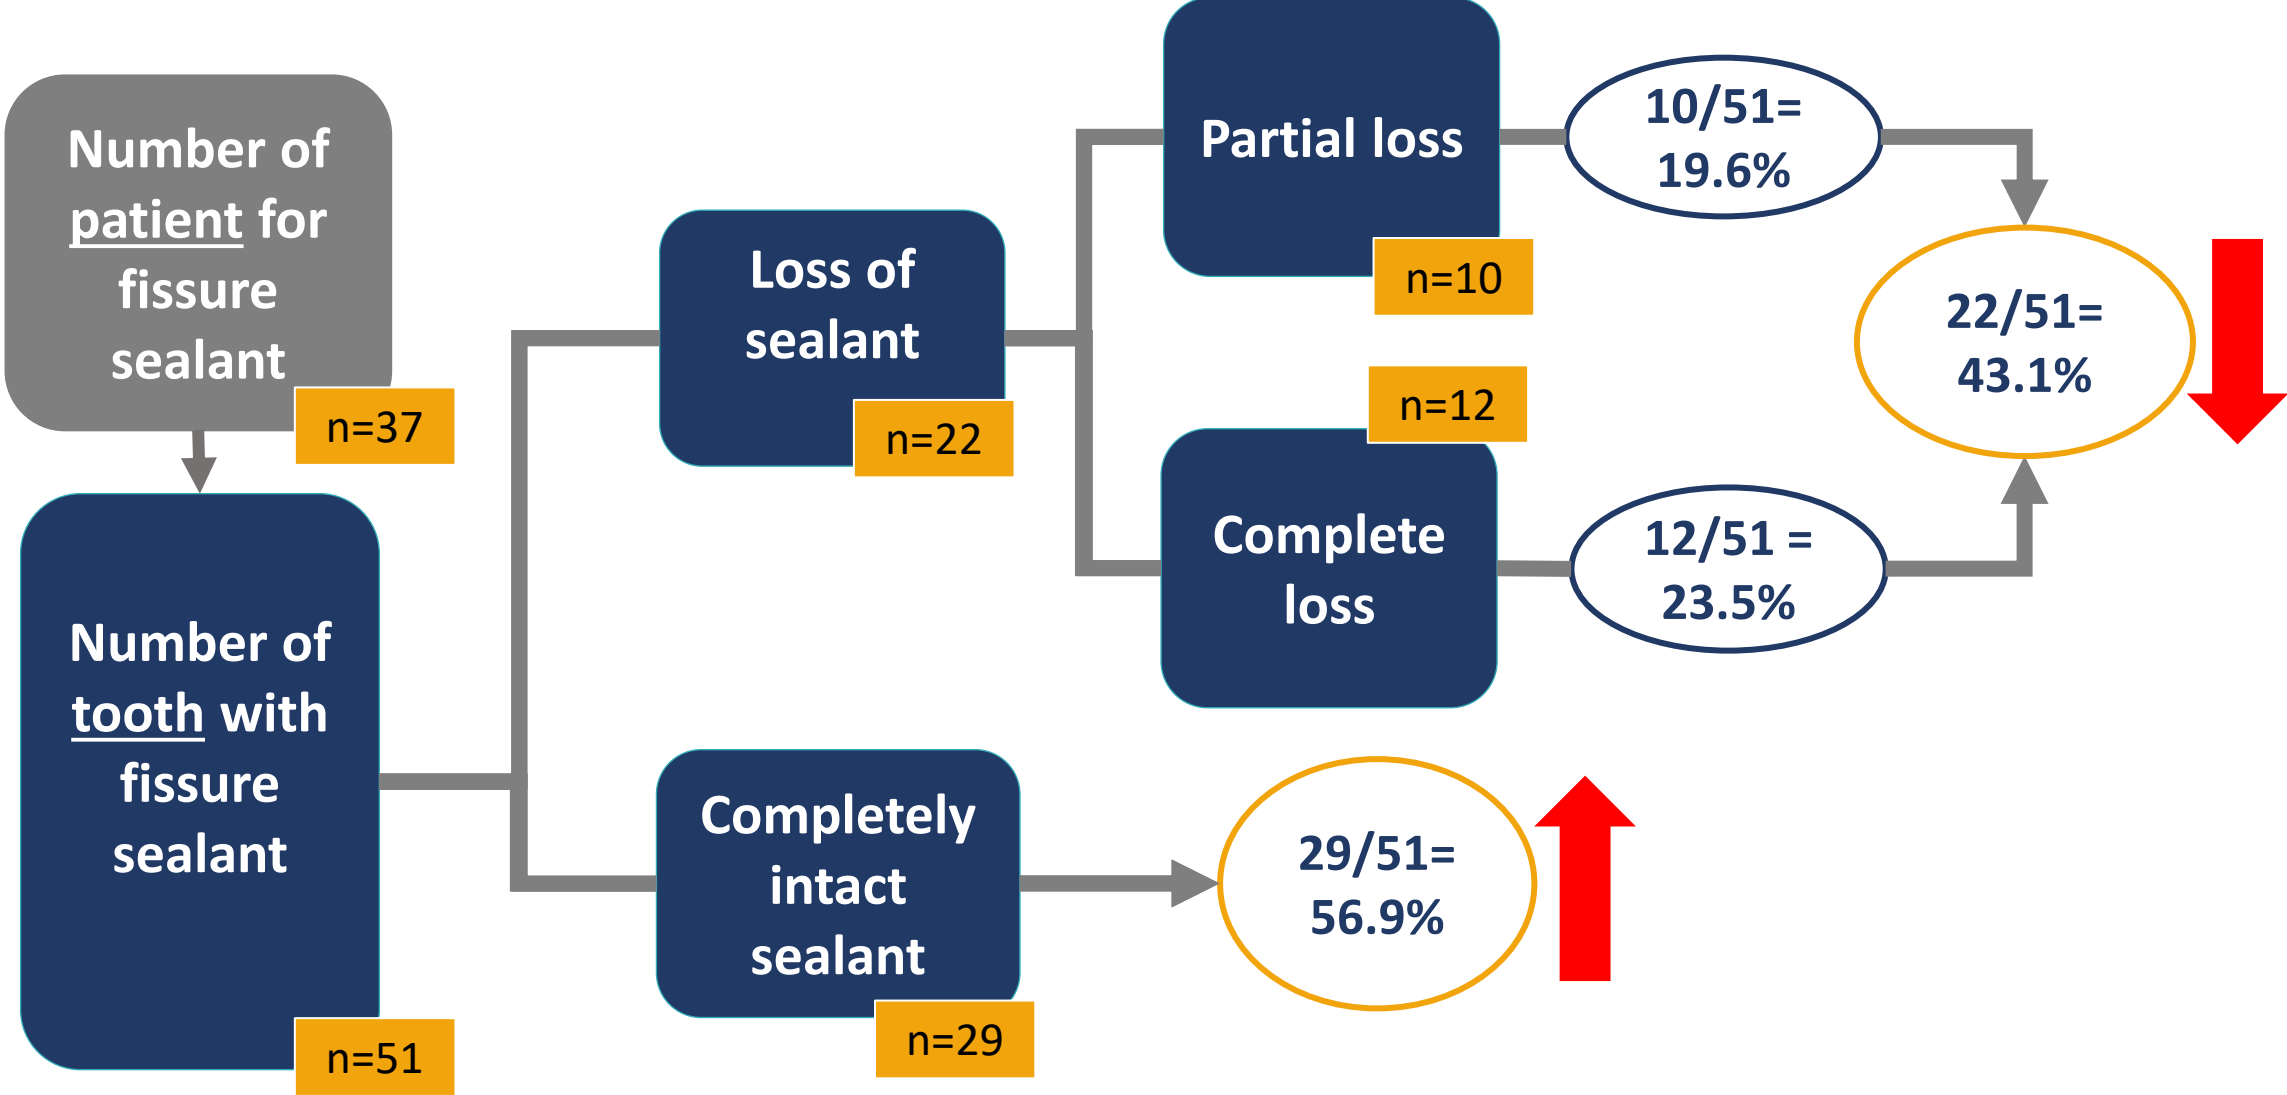 Number of
patient for
fissure
sealant
n=37
Number of
tooth with
fissure
sealant
n=51
Loss of
sealant
n=22
Completely
intact
sealant
n=29
Partial loss
n=10
n=12
Complete
loss
10/51=
19.6%
12/51 =
23.5%
22/51=
43.1%
29/51=
56.9%